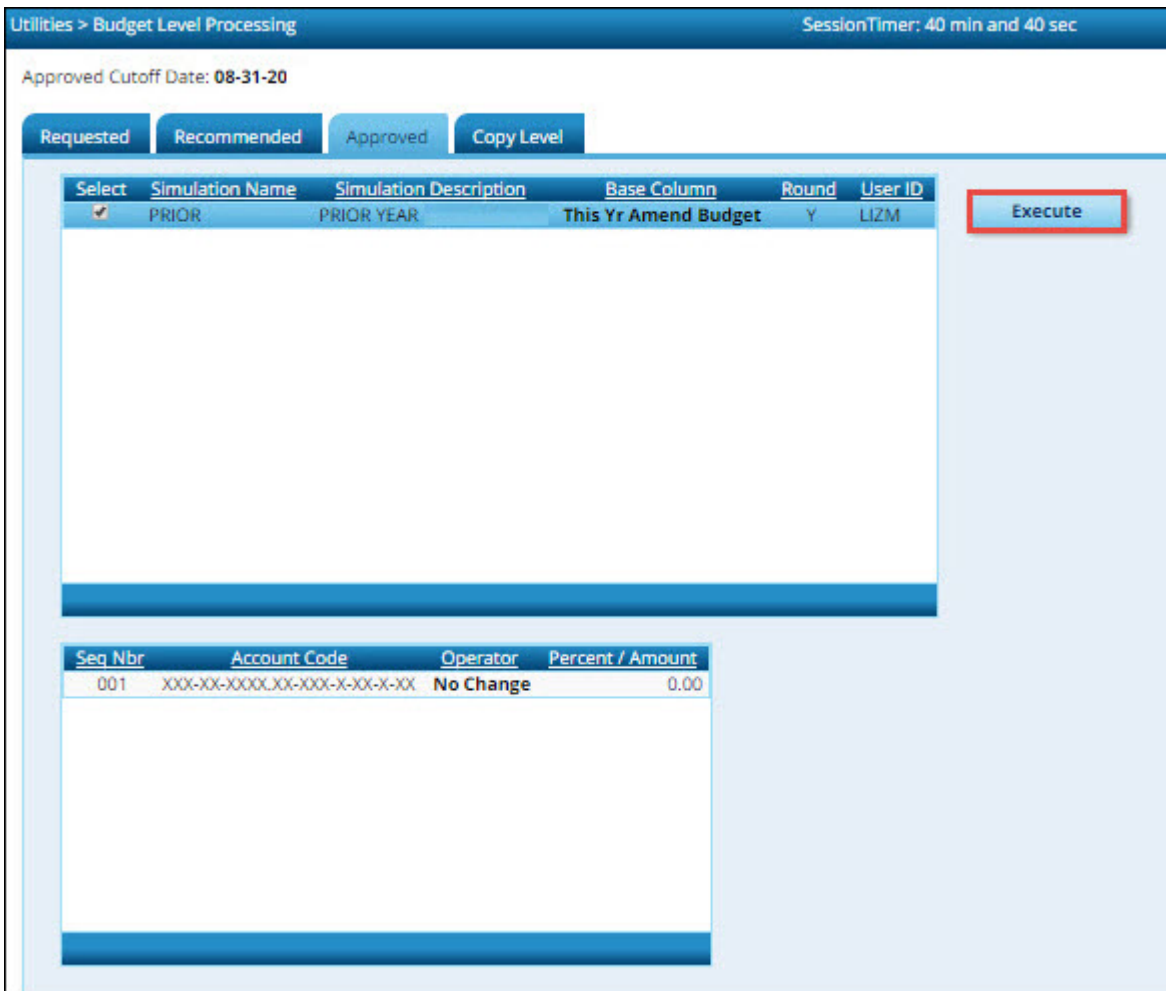 Utilities > Budget Level Processing SessionTimer: 40 min and 40 sec
Approved Cutoff Date: 08-31-20
Requested Recommended Approved Copy Level
Select Simulation Name Simulation Description Base Column Round User ID
PRIOR PRIOR YEAR This Yr Amend Budget Y LIZM
Execute
Seq Nbr Account Code Operator Percent / Amount
001 XXX-XX-XXXX.XX-XXX-X-XX-X-XX No Change 0.00